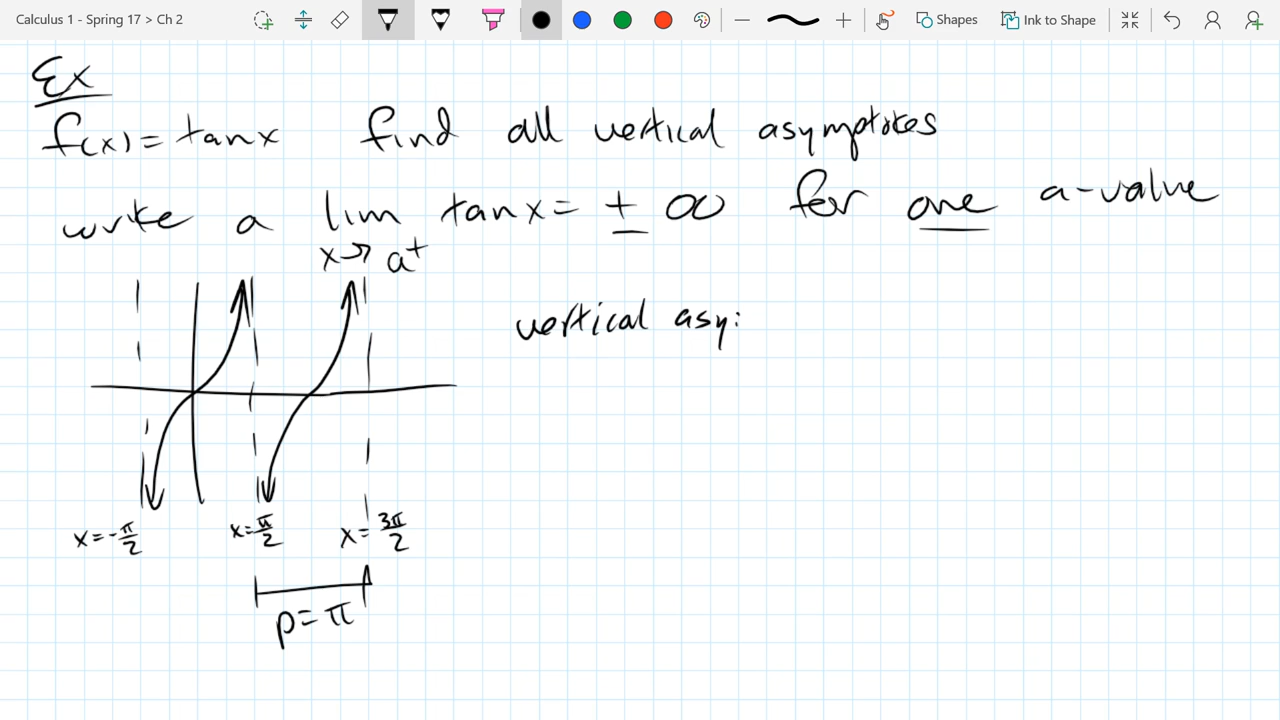 Calculus 1 - Spring 17 > Ch 2
Shapes
Ink to Shape
Ex
f(x) = tanx find all vertical asymptotes
write a lim tanx = ± ∞ for one a-value
x→ a⁺
vertical asy:
x = -π/2
x = π/2
x = 3π/2
p = π